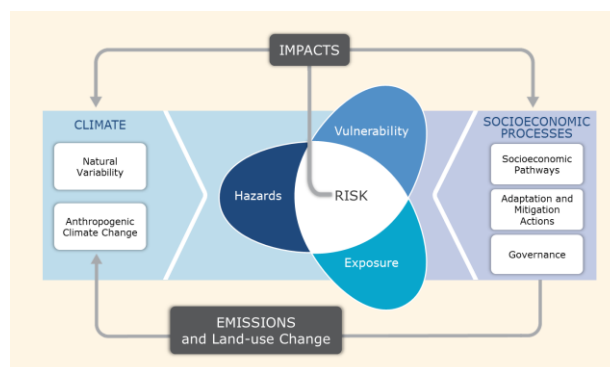 IMPACTS
CLIMATE
Natural
Variability
Anthropogenic
Climate Change
Vulnerability
Hazards
RISK
Exposure
SOCIOECONOMIC
PROCESSES
Socioeconomic
Pathways
Adaptation and
Mitigation
Actions
Governance
EMISSIONS
and Land-use Change